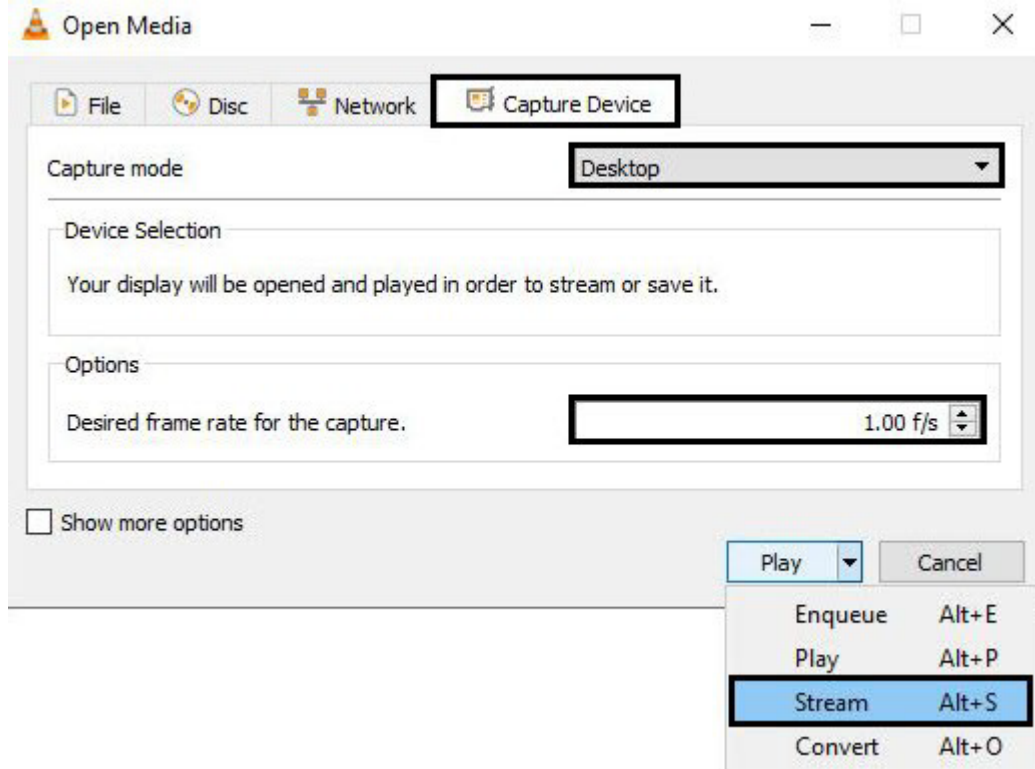 Open Media
File Disc Network Capture Device
Capture mode Desktop
Device Selection
Your display will be opened and played in order to stream or save it.
Options
Desired frame rate for the capture. 1.00 f/s
Show more options
Play Cancel
Enqueue Alt+E
Play Alt+P
Stream Alt+S
Convert Alt+O